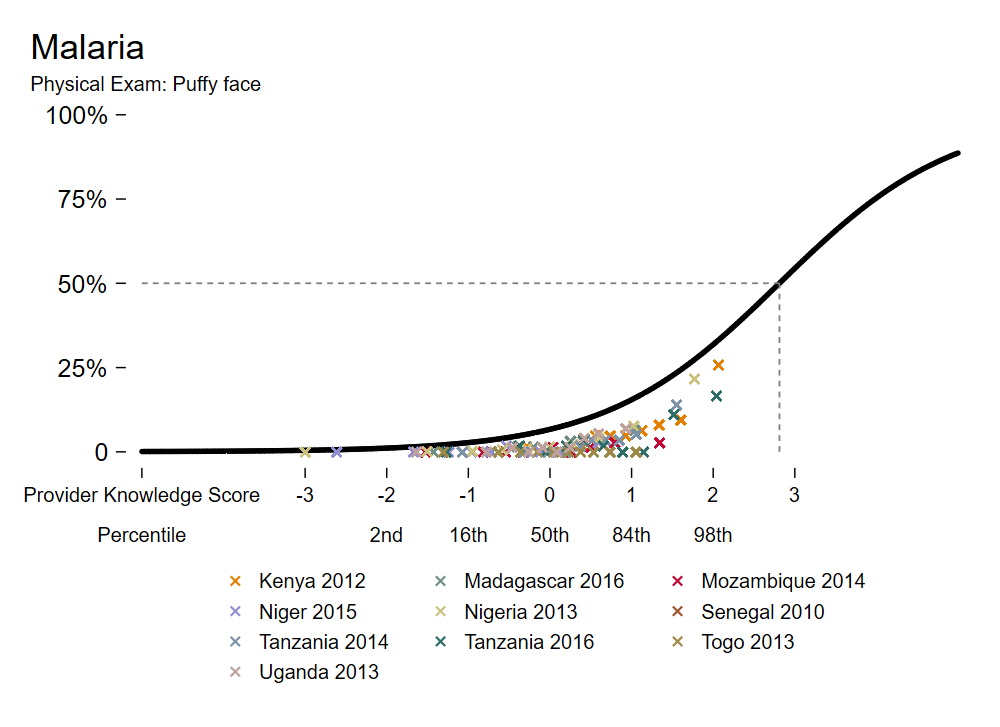 Malaria
Physical Exam: Puffy face
100%
75%
50%
25%
0
Provider Knowledge Score -3 -2 -1 0 1 2 3
Percentile 2nd 16th 50th 84th 98th
Kenya 2012 Madagascar 2016 Mozambique 2014
Niger 2015 Nigeria 2013 Senegal 2010
Tanzania 2014 Tanzania 2016 Togo 2013
Uganda 2013